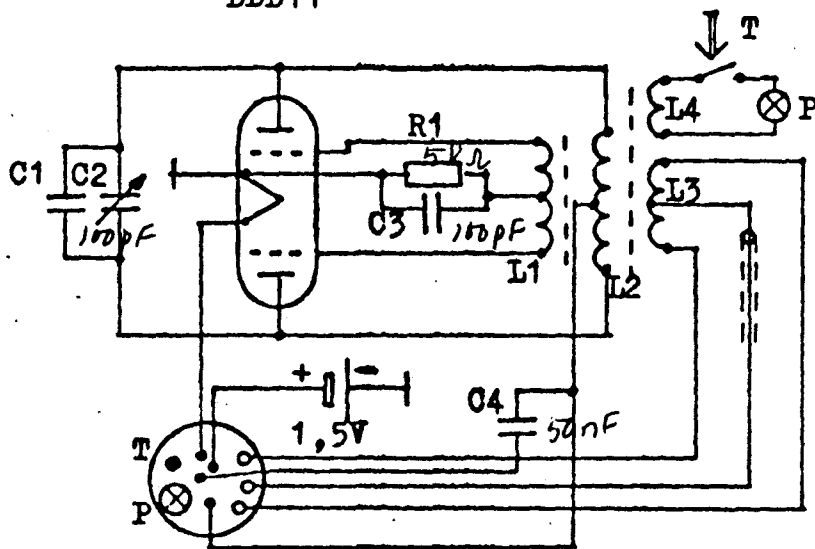 T
R1
5kΩ
L4
P
C1
C2
100pF
C3
100pF
L3
L1
L2
+
-
1,5V
C4
50nF
T
P